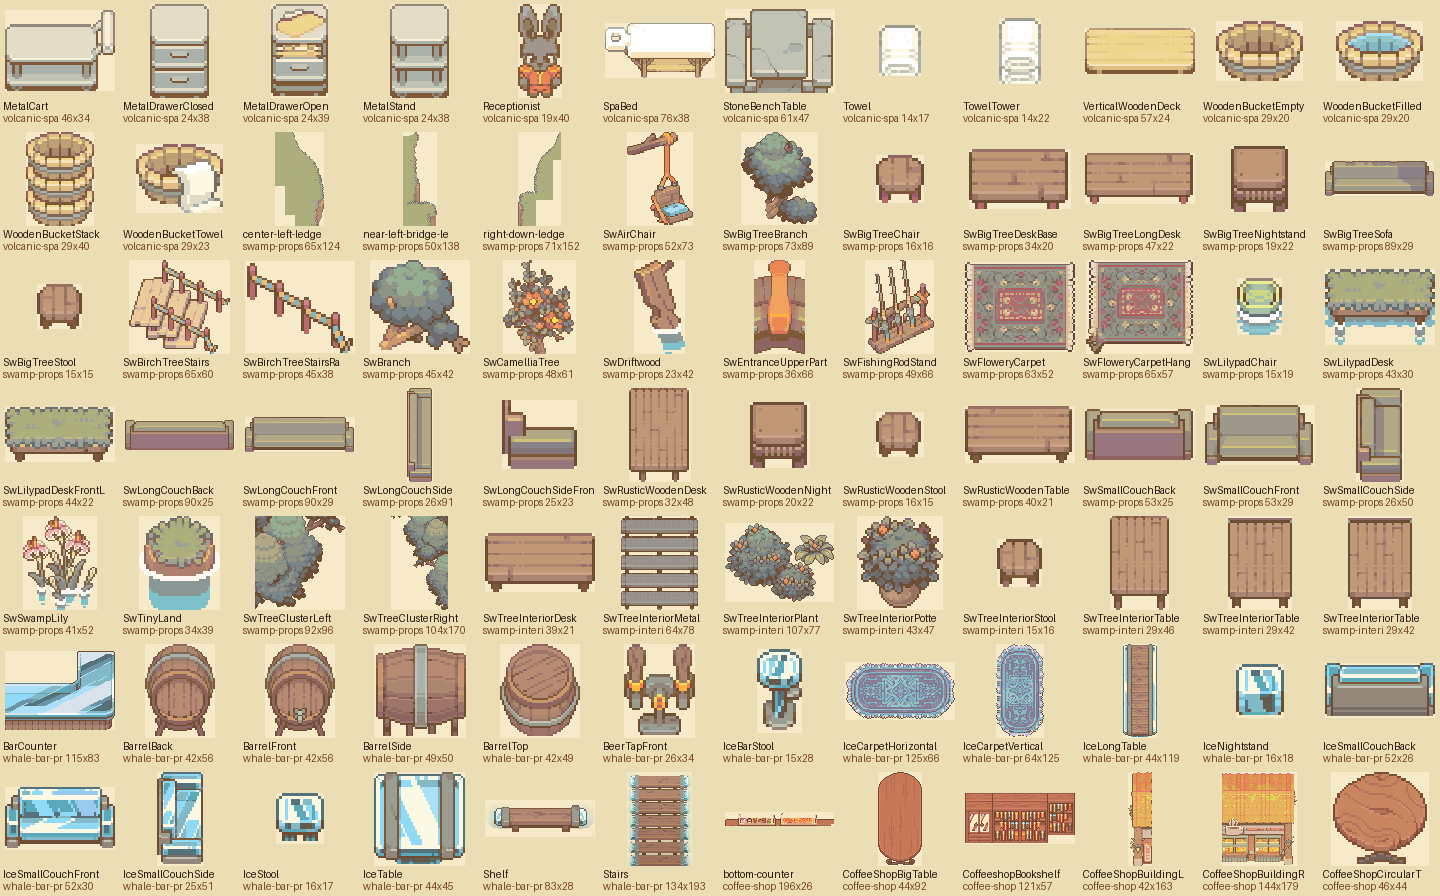 MetalCart MetalDrawerClosed MetalDrawerOpen MetalStand Receptionist SpaBed StoneBenchTable Towel TowelTower VerticalWoodenDeck WoodenBucketEmpty WoodenBucketFilled
volcanic-spa 46x34 volcanic-spa 24x38 volcanic-spa 24x39 volcanic-spa 24x38 volcanic-spa 19x40 volcanic-spa 76x38 volcanic-spa 61x47 volcanic-spa 14x17 volcanic-spa 14x22 volcanic-spa 57x24 volcanic-spa 29x20 volcanic-spa 29x20
WoodenBucketStack WoodenBucketTowel center-left-ledge near-left-bridge-le right-down-ledge SwAirChair SwBigTreeBranch SwBigTreeChair SwBigTreeDeskBase SwBigTreeLongDesk SwBigTreeNightstand SwBigTreeSofa
volcanic-spa 29x40 volcanic-spa 29x23 swamp-props 65x124 swamp-props 50x138 swamp-props 71x152 swamp-props 52x73 swamp-props 73x89 swamp-props 16x16 swamp-props 34x20 swamp-props 47x22 swamp-props 19x22 swamp-props 89x29
SwBigTreeStool SwBirchTreeStairs SwBirchTreeStairsRa SwBranch SwCamelliaTree SwDriftwood SwEntranceUpperPart SwFishingRodStand SwFloweryCarpet SwFloweryCarpetHang SwLilypadChair SwLilypadDesk
swamp-props 15x15 swamp-props 65x60 swamp-props 45x38 swamp-props 45x42 swamp-props 48x61 swamp-props 23x42 swamp-props 36x66 swamp-props 49x66 swamp-props 63x52 swamp-props 65x57 swamp-props 15x19 swamp-props 43x30
SwLilypadDeskFrontL SwLongCouchBack SwLongCouchFront SwLongCouchSide SwLongCouchSideFron SwRusticWoodenDesk SwRusticWoodenNight SwRusticWoodenStool SwRusticWoodenTable SwSmallCouchBack SwSmallCouchFront SwSmallCouchSide
swamp-props 44x22 swamp-props 90x25 swamp-props 90x29 swamp-props 26x91 swamp-props 25x23 swamp-props 32x48 swamp-props 20x22 swamp-props 16x15 swamp-props 40x21 swamp-props 53x25 swamp-props 53x29 swamp-props 26x50
SwSwampLily SwTinyLand SwTreeClusterLeft SwTreeClusterRight SwTreeInteriorDesk SwTreeInteriorMetal SwTreeInteriorPlant SwTreeInteriorPotte SwTreeInteriorStool SwTreeInteriorTable SwTreeInteriorTable SwTreeInteriorTable
swamp-props 41x52 swamp-props 34x39 swamp-props 92x96 swamp-props 104x170 swamp-interi 39x21 swamp-interi 64x78 swamp-interi 107x77 swamp-interi 43x47 swamp-interi 15x16 swamp-interi 29x46 swamp-interi 29x42 swamp-interi 29x42
BarCounter BarrelBack BarrelFront BarrelSide BarrelTop BeerTapFront IceBarStool IceCarpetHorizontal IceCarpetVertical IceLongTable IceNightstand IceSmallCouchBack
whale-bar-pr 115x83 whale-bar-pr 42x56 whale-bar-pr 42x56 whale-bar-pr 49x50 whale-bar-pr 42x49 whale-bar-pr 26x34 whale-bar-pr 15x28 whale-bar-pr 125x66 whale-bar-pr 64x125 whale-bar-pr 44x119 whale-bar-pr 16x18 whale-bar-pr 52x26
IceSmallCouchFront IceSmallCouchSide IceStool IceTable Shelf Stairs bottom-counter CoffeeShopBigTable CoffeeshopBookshelf CoffeeShopBuildingL CoffeeShopBuildingR CoffeeShopCircularT
whale-bar-pr 52x30 whale-bar-pr 25x51 whale-bar-pr 16x17 whale-bar-pr 44x45 whale-bar-pr 83x28 whale-bar-pr 134x193 coffee-shop 196x26 coffee-shop 44x92 coffee-shop 121x57 coffee-shop 42x163 coffee-shop 144x179 coffee-shop 46x44